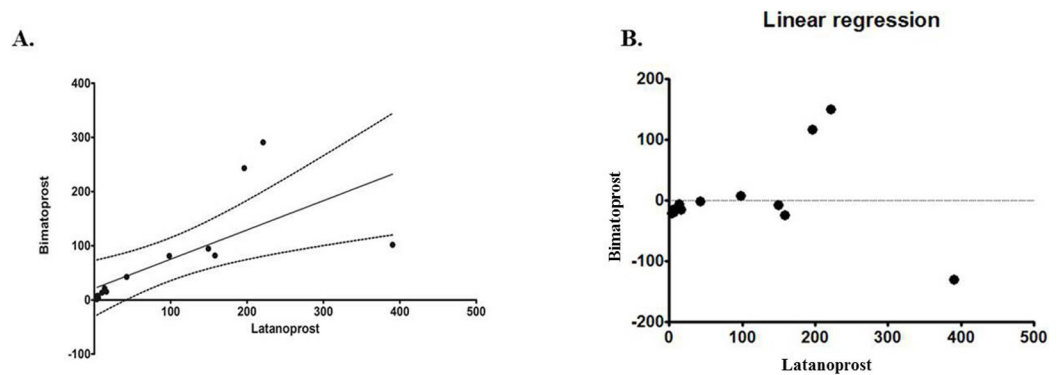 A.
400
300
200
100
0
-100
Bimatoprost
100 200 300 400 500
Latanoprost
B.
Linear regression
200
100
0
-100
-200
Bimatoprost
0 100 200 300 400 500
Latanoprost